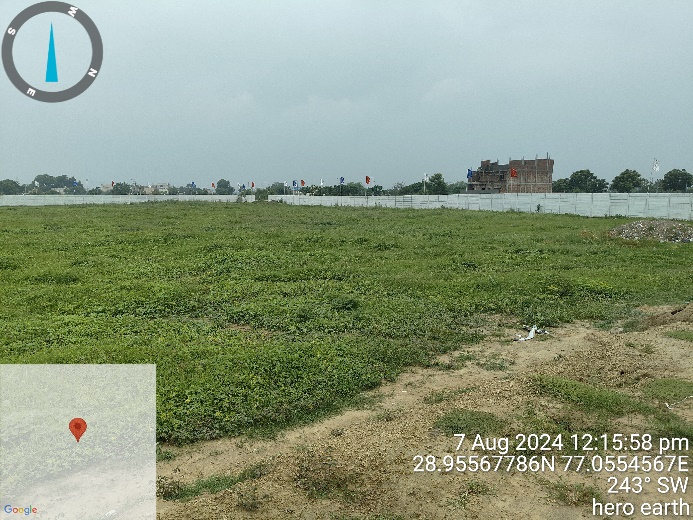 W
S
N
E
7 Aug 2024 12:15:58 pm
28.95567786N 77.0554567E
243° SW
hero earth
Google